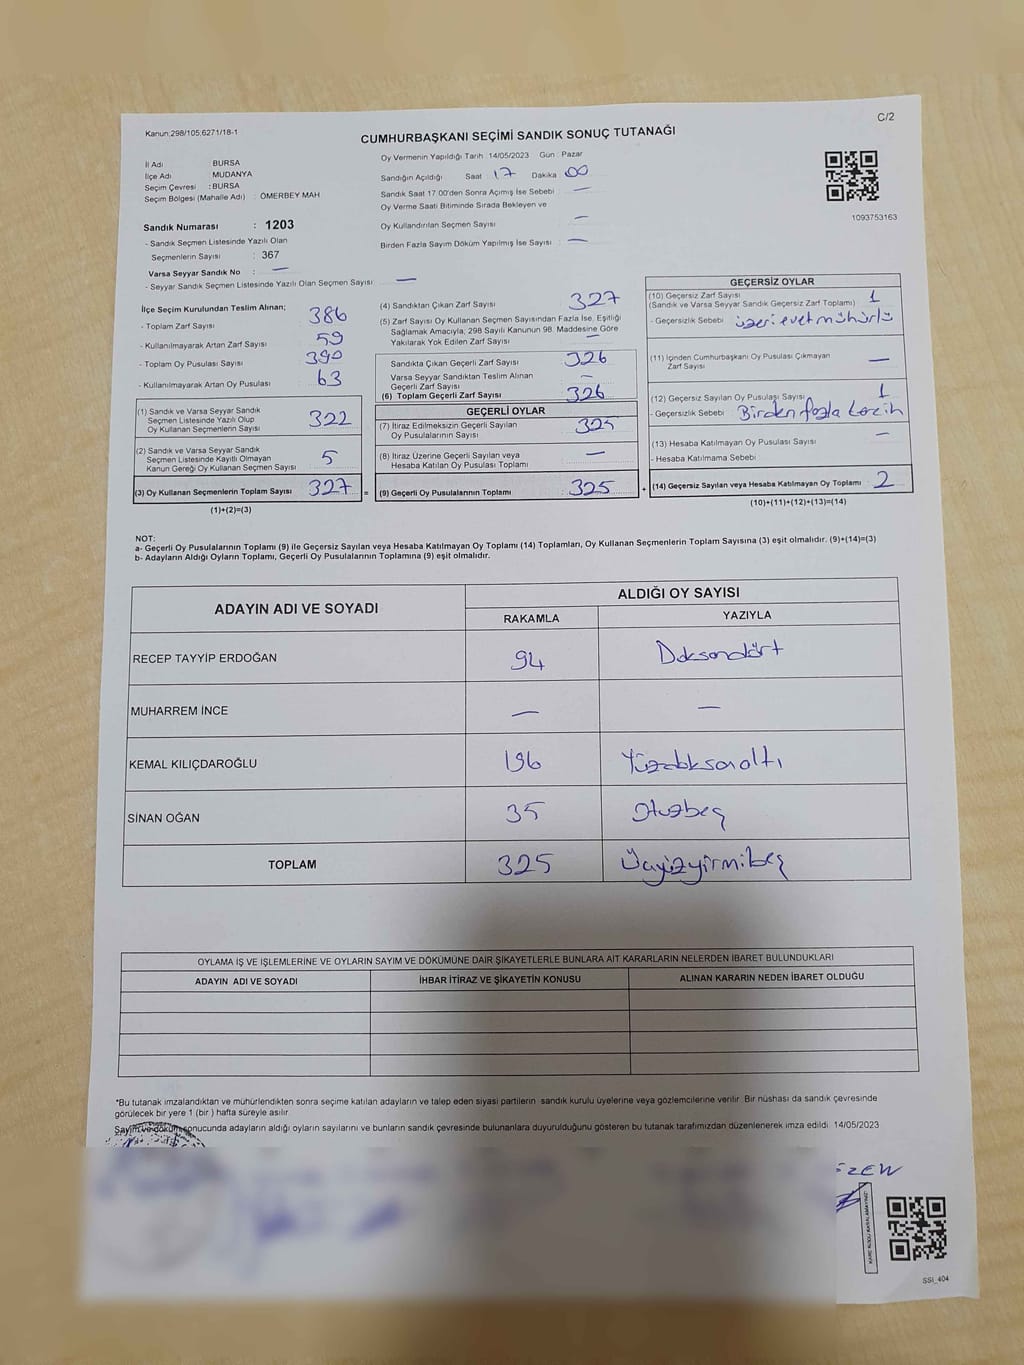 C/2
Kanun;298/105;6271/18-1
CUMHURBAŞKANI SEÇİMİ SANDIK SONUÇ TUTANAĞI
İl Adı BURSA
İlçe Adı MUDANYA
Seçim Çevresi : BURSA
Seçim Bölgesi (Mahalle Adı) : ÖMERBEY MAH
Oy Vermenin Yapıldığı Tarih 14/05/2023 Gün : Pazar
Sandığın Açıldığı Saat 17 Dakika 00
Sandık Saat 17.00'den Sonra Açımış İse Sebebi : —
Oy Verme Saati Bitiminde Sırada Bekleyen ve
Oy Kullandırılan Seçmen Sayısı —
Birden Fazla Sayım Döküm Yapılmış İse Sayısı : —
1093753163
Sandık Numarası : 1203
- Sandık Seçmen Listesinde Yazılı Olan
Seçmenlerin Sayısı : 367
Varsa Seyyar Sandık No : —
- Seyyar Sandık Seçmen Listesinde Yazılı Olan Seçmen Sayısı : —
İlçe Seçim Kurulundan Teslim Alınan;
- Toplam Zarf Sayısı 386
- Kullanılmayarak Artan Zarf Sayısı 59
- Toplam Oy Pusulası Sayısı 390
- Kullanılmayarak Artan Oy Pusulası 63
(1) Sandık ve Varsa Seyyar Sandık
Seçmen Listesinde Yazılı Olup
Oy Kullanan Seçmenlerin Sayısı 322
(2) Sandık ve Varsa Seyyar Sandık
Seçmen Listesinde Kayıtlı Olmayan
Kanun Gereği Oy Kullanan Seçmen Sayısı 5
(3) Oy Kullanan Seçmenlerin Toplam Sayısı 327 =
(1)+(2)=(3)
(4) Sandıktan Çıkan Zarf Sayısı 327
(5) Zarf Sayısı Oy Kullanan Seçmen Sayısından Fazla İse, Eşitliği
Sağlamak Amacıyla; 298 Sayılı Kanunun 98. Maddesine Göre
Yakılarak Yok Edilen Zarf Sayısı —
Sandıkta Çıkan Geçerli Zarf Sayısı 326
Varsa Seyyar Sandıktan Teslim Alınan
Geçerli Zarf Sayısı —
(6) Toplam Geçerli Zarf Sayısı 326
GEÇERLİ OYLAR
(7) İtiraz Edilmeksizin Geçerli Sayılan
Oy Pusulalarının Sayısı 325
(8) İtiraz Üzerine Geçerli Sayılan veya
Hesaba Katılan Oy Pusulası Toplamı —
(9) Geçerli Oy Pusulalarının Toplamı 325 +
GEÇERSİZ OYLAR
(10) Geçersiz Zarf Sayısı
(Sandık ve Varsa Seyyar Sandık Geçersiz Zarf Toplamı) 1
- Geçersizlik Sebebi : üzeri evet mühürlü
(11) İçinden Cumhurbaşkanı Oy Pusulası Çıkmayan
Zarf Sayısı —
(12) Geçersiz Sayılan Oy Pusulası Sayısı 1
- Geçersizlik Sebebi Birden fazla tercih
(13) Hesaba Katılmayan Oy Pusulası Sayısı —
- Hesaba Katılmama Sebebi
(14) Geçersiz Sayılan veya Hesaba Katılmayan Oy Toplamı 2
(10)+(11)+(12)+(13)=(14)
NOT:
a- Geçerli Oy Pusulalarının Toplamı (9) ile Geçersiz Sayılan veya Hesaba Katılmayan Oy Toplamı (14) Toplamları, Oy Kullanan Seçmenlerin Toplam Sayısına (3) eşit olmalıdır. (9)+(14)=(3)
b- Adayların Aldığı Oyların Toplamı, Geçerli Oy Pusulalarının Toplamına (9) eşit olmalıdır.
ADAYIN ADI VE SOYADI
ALDIĞI OY SAYISI
RAKAMLA YAZIYLA
RECEP TAYYİP ERDOĞAN 94 Doksandört
MUHARREM İNCE — —
KEMAL KILIÇDAROĞLU 196 Yüzdoksanaltı
SİNAN OĞAN 35 Otuzbeş
TOPLAM 325 Üçyüzyirmibeş
OYLAMA İŞ VE İŞLEMLERİNE VE OYLARIN SAYIM VE DÖKÜMÜNE DAİR ŞİKAYETLERLE BUNLARA AİT KARARLARIN NELERDEN İBARET BULUNDUKLARI
ADAYIN ADI VE SOYADI İHBAR İTİRAZ VE ŞİKAYETİN KONUSU ALINAN KARARIN NEDEN İBARET OLDUĞU
*Bu tutanak imzalandıktan ve mühürlendikten sonra seçime katılan adayların ve talep eden siyasi partilerin sandık kurulu üyelerine veya gözlemcilerine verilir. Bir nüshası da sandık çevresinde
görülecek bir yere 1 (bir ) hafta süreyle asılır.
Sayım ve döküm sonucunda adayların aldığı oyların sayılarını ve bunların sandık çevresinde bulunanlara duyurulduğunu gösteren bu tutanak tarafımızdan düzenlenerek imza edildi. 14/05/2023
SSI_404